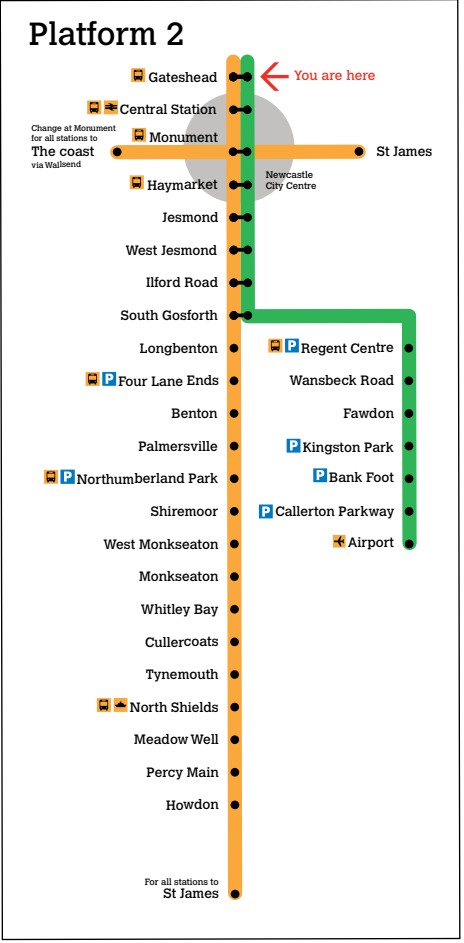 Platform 2
Gateshead
You are here
Central Station
Change at Monument
for all stations to
The coast
via Wallsend
Monument
St James
Newcastle
City Centre
Haymarket
Jesmond
West Jesmond
Ilford Road
South Gosforth
Longbenton
P Regent Centre
P Four Lane Ends
Wansbeck Road
Benton
Fawdon
Palmersville
P Kingston Park
P Northumberland Park
P Bank Foot
Shiremoor
P Callerton Parkway
West Monkseaton
Airport
Monkseaton
Whitley Bay
Cullercoats
Tynemouth
North Shields
Meadow Well
Percy Main
Howdon
For all stations to
St James